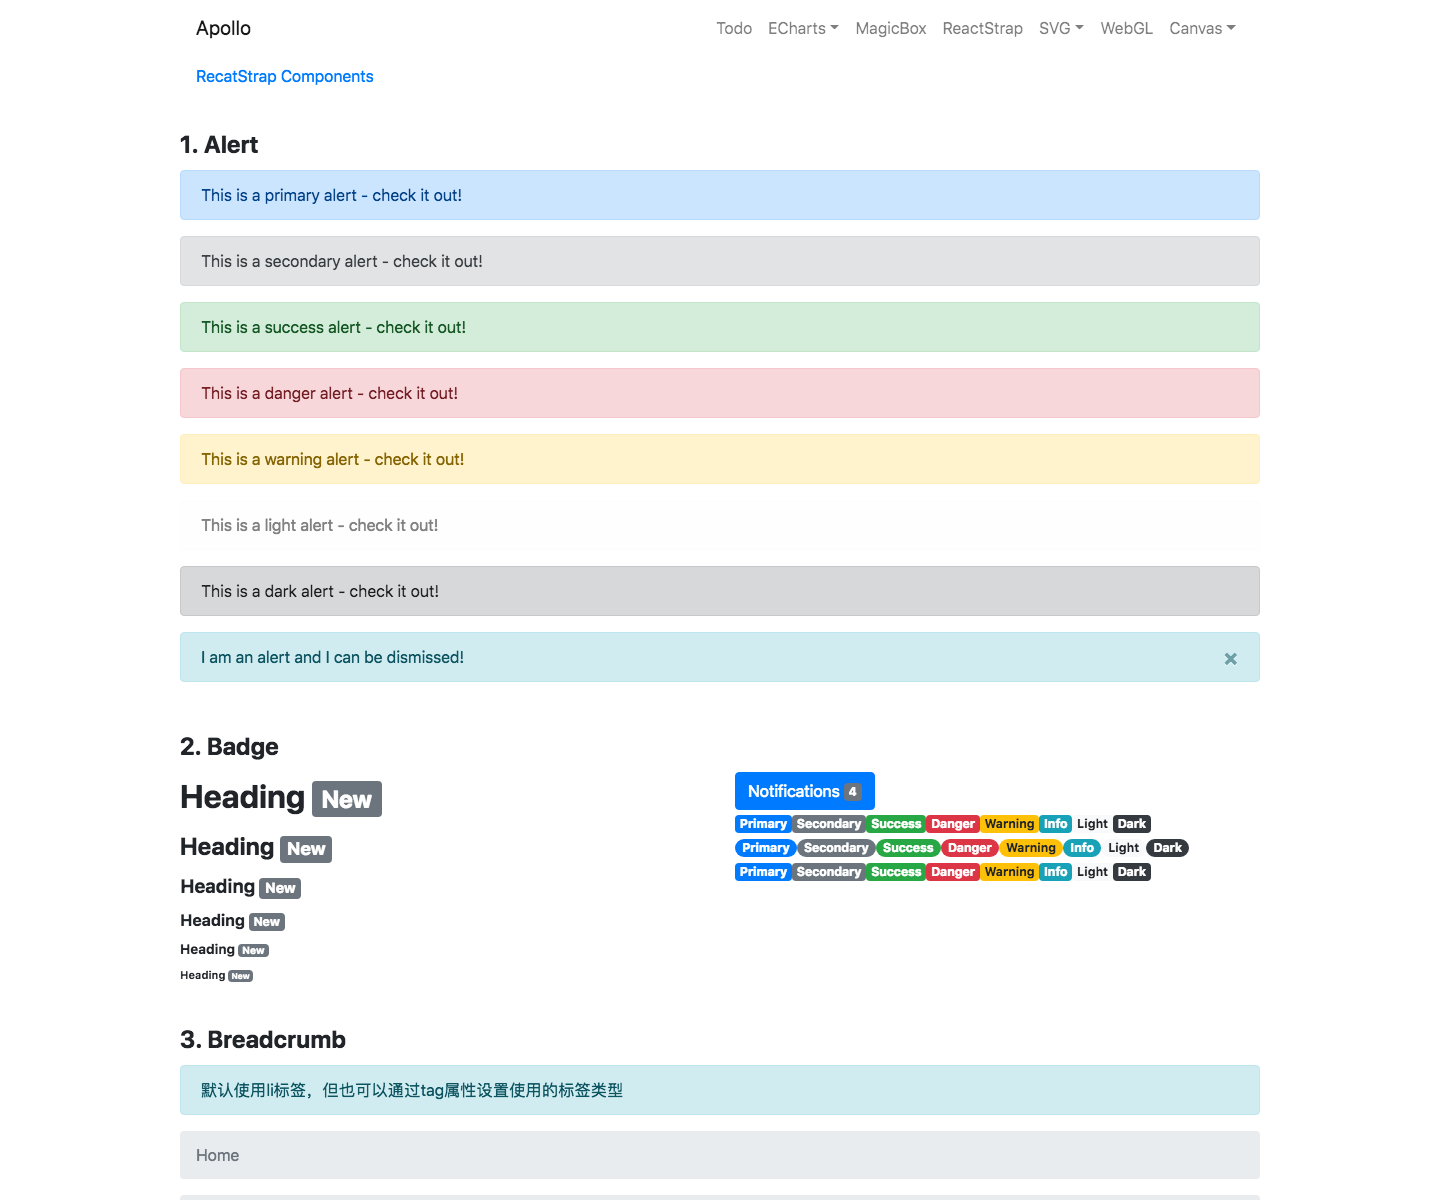 Apollo Todo ECharts MagicBox ReactStrap SVG WebGL Canvas
RecatStrap Components
1. Alert
This is a primary alert - check it out!
This is a secondary alert - check it out!
This is a success alert - check it out!
This is a danger alert - check it out!
This is a warning alert - check it out!
This is a light alert - check it out!
This is a dark alert - check it out!
I am an alert and I can be dismissed! ×
2. Badge
Heading New
Heading New
Heading New
Heading New
Heading New
Heading New
Notifications 4
Primary Secondary Success Danger Warning Info Light Dark
Primary Secondary Success Danger Warning Info Light Dark
Primary Secondary Success Danger Warning Info Light Dark
3. Breadcrumb
默认使用li标签，但也可以通过tag属性设置使用的标签类型
Home